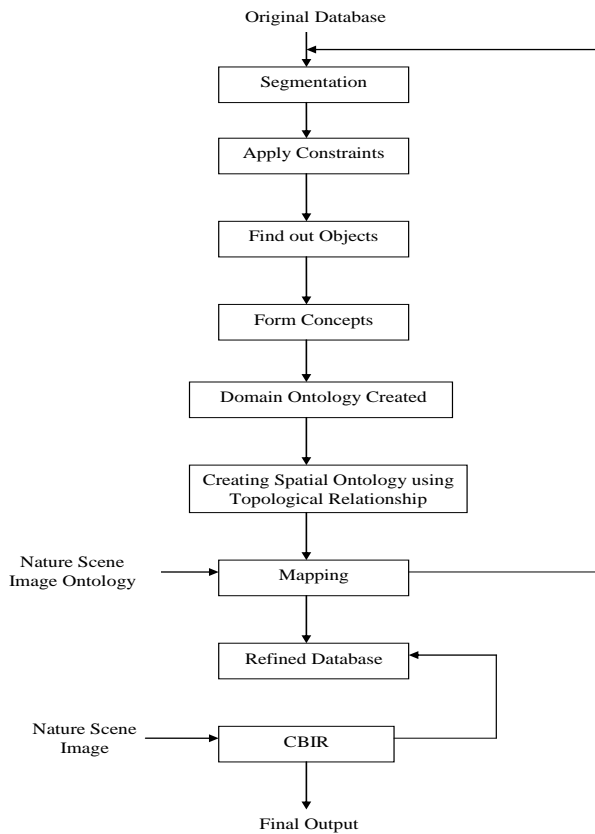 Original Database
Segmentation
Apply Constraints
Find out Objects
Form Concepts
Domain Ontology Created
Creating Spatial Ontology using
Topological Relationship
Nature Scene
Image Ontology
Mapping
Refined Database
Nature Scene
Image
CBIR
Final Output